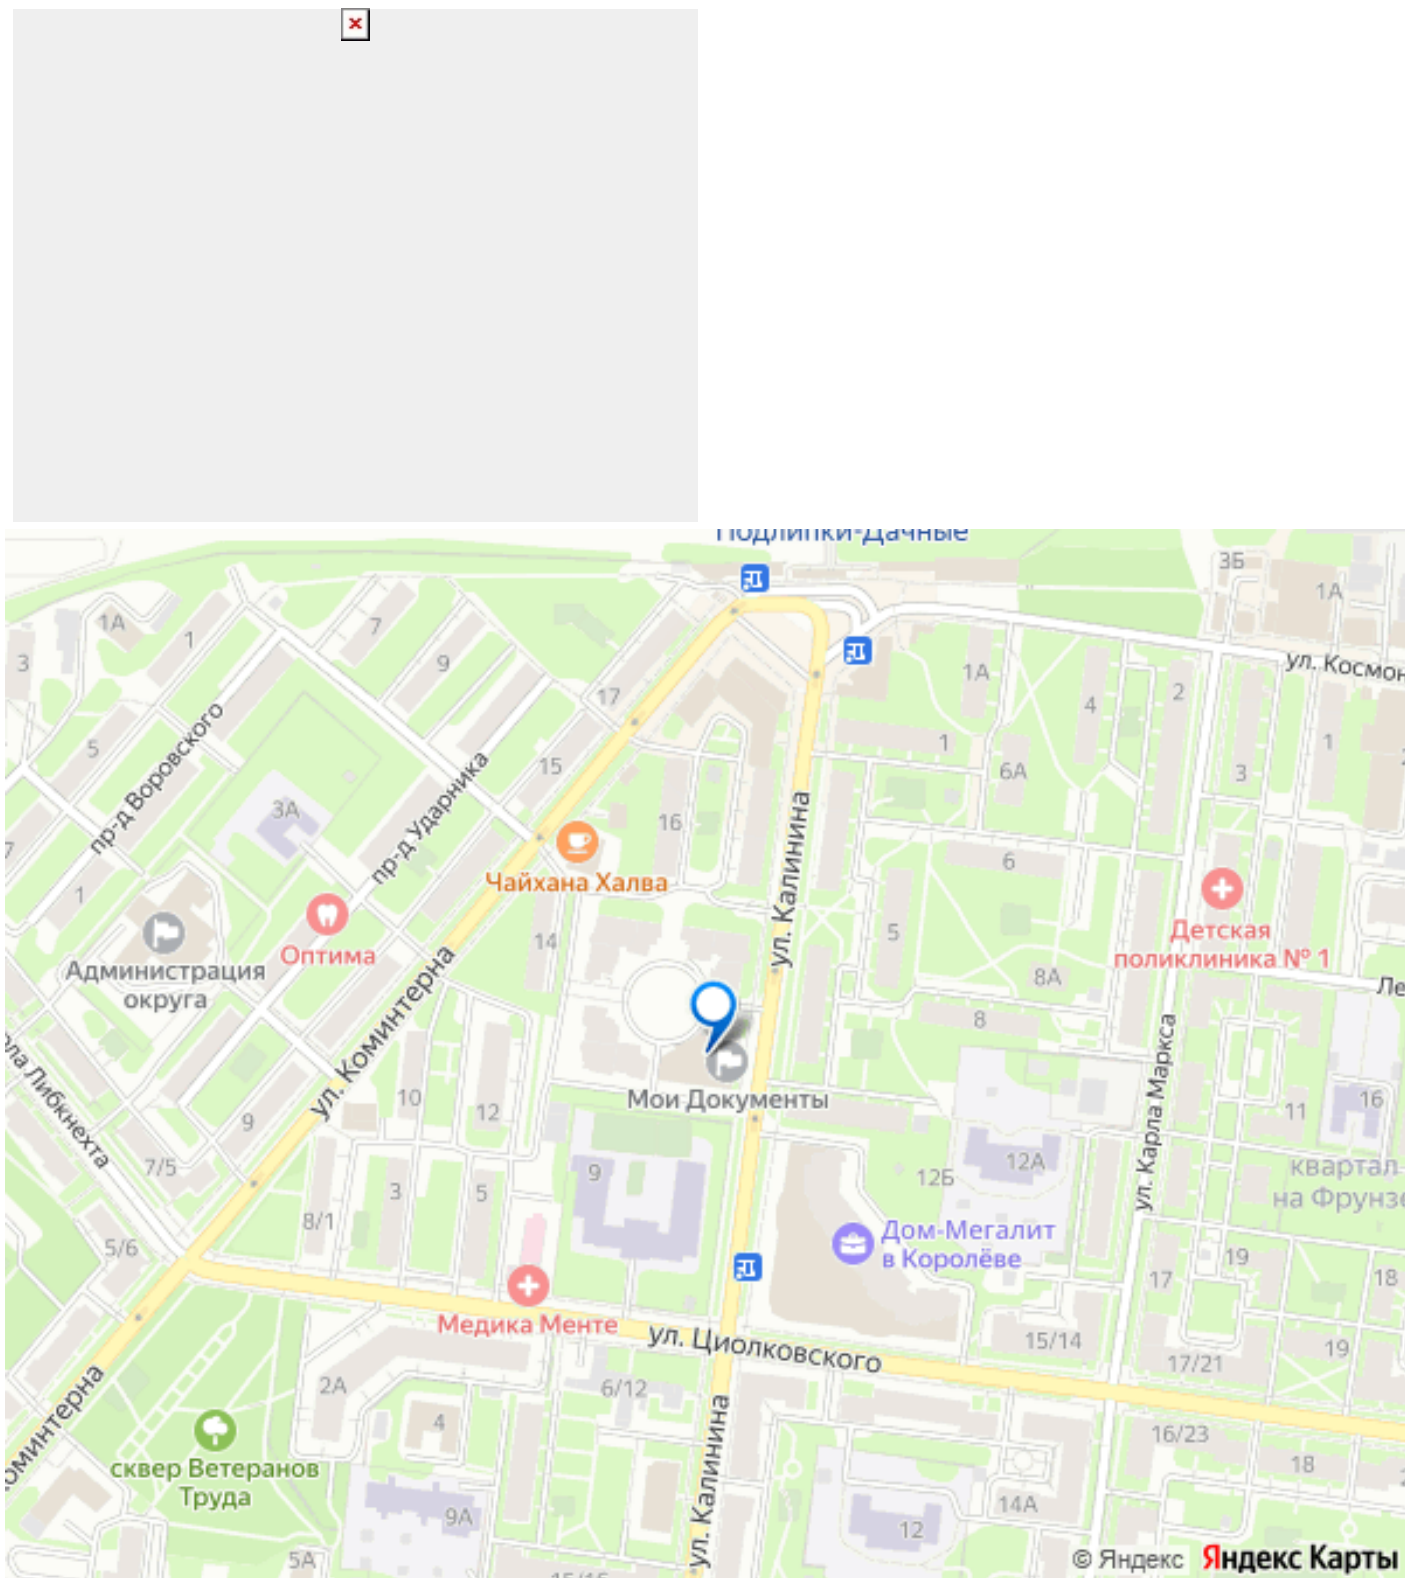 Подлипки-Дачные
3Б
1А
1А
1
7
3
9
1А
ул. Космон
2
4
17
5
пр-д Воровского
15
1
6А
3
1
3А
пр-д Ударника
16
ул. Калинина
7
Чайхана Халва
6
1
Оптима
Администрация
округа
14
5
Детская
поликлиника № 1
8А
Ле
8
ла Либкнехта
ул. Коминтерна
Мои Документы
10
12
9
ул. Карла Маркса
11
16
7/5
3
5
9
12Б
12А
квартал
на Фрунзе
8/1
5/6
Дом-Мегалит
в Королёве
19
17
18
Медика Менте
ул. Циолковского
15/14
17/21
19
2А
6/12
4
оминтерна
сквер Ветеранов
Труда
ул. Калинина
16/23
18
9А
14А
12
5А
15/16
© Яндекс Яндекс Карты